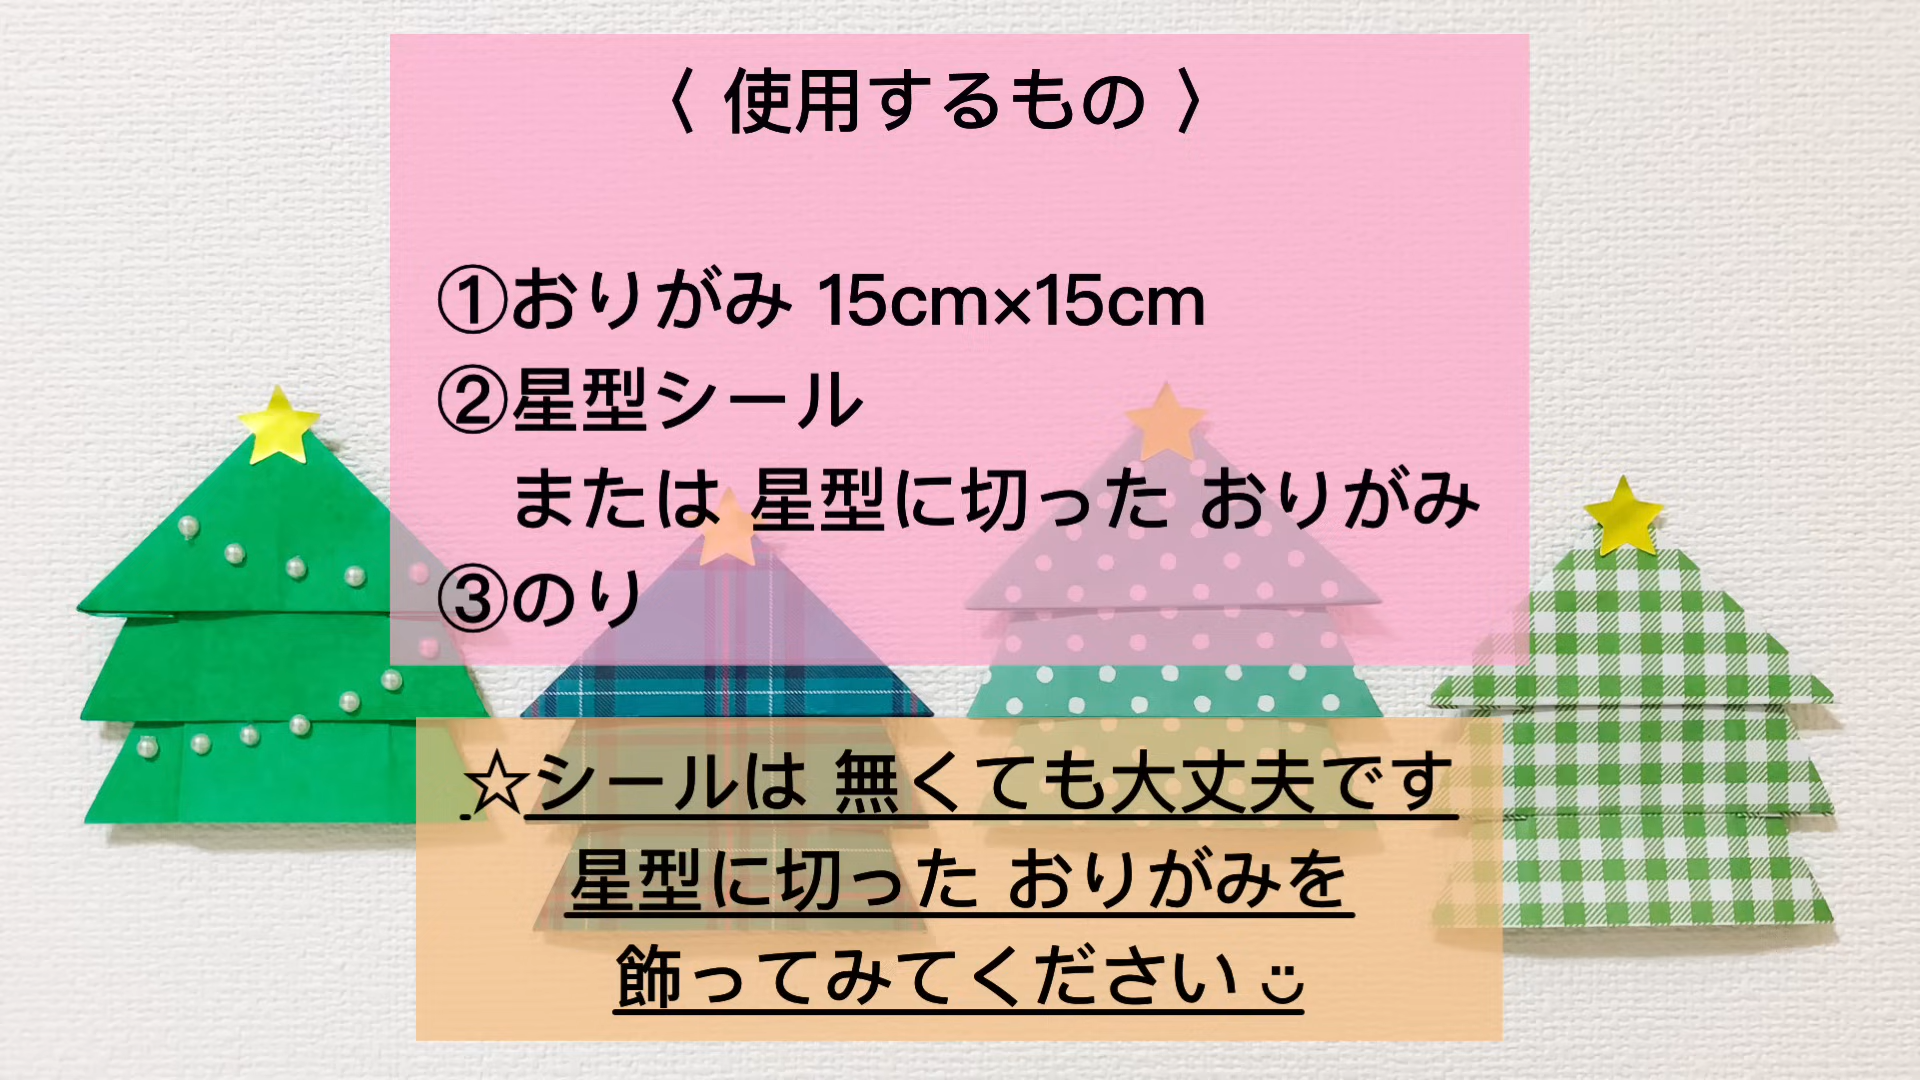 〈 使用するもの 〉
①おりがみ 15cm×15cm
②星型シール
または 星型に切った おりがみ
③のり
☆シールは 無くても大丈夫です
星型に切った おりがみを
飾ってみてください ¨̮